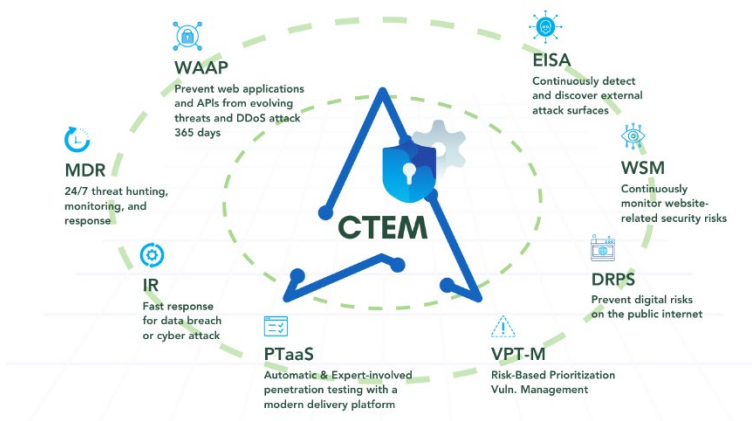 WAAP
Prevent web applications
and APIs from evolving
threats and DDoS attack
365 days
EISA
Continuously detect
and discover external
attack surfaces
MDR
24/7 threat hunting,
monitoring, and
response
WSM
Continuously
monitor website-
related security risks
CTEM
IR
Fast response
for data breach
or cyber attack
DRPS
Prevent digital risks
on the public internet
PTaaS
Automatic & Expert-involved
penetration testing with a
modern delivery platform
VPT-M
Risk-Based Prioritization
Vuln. Management